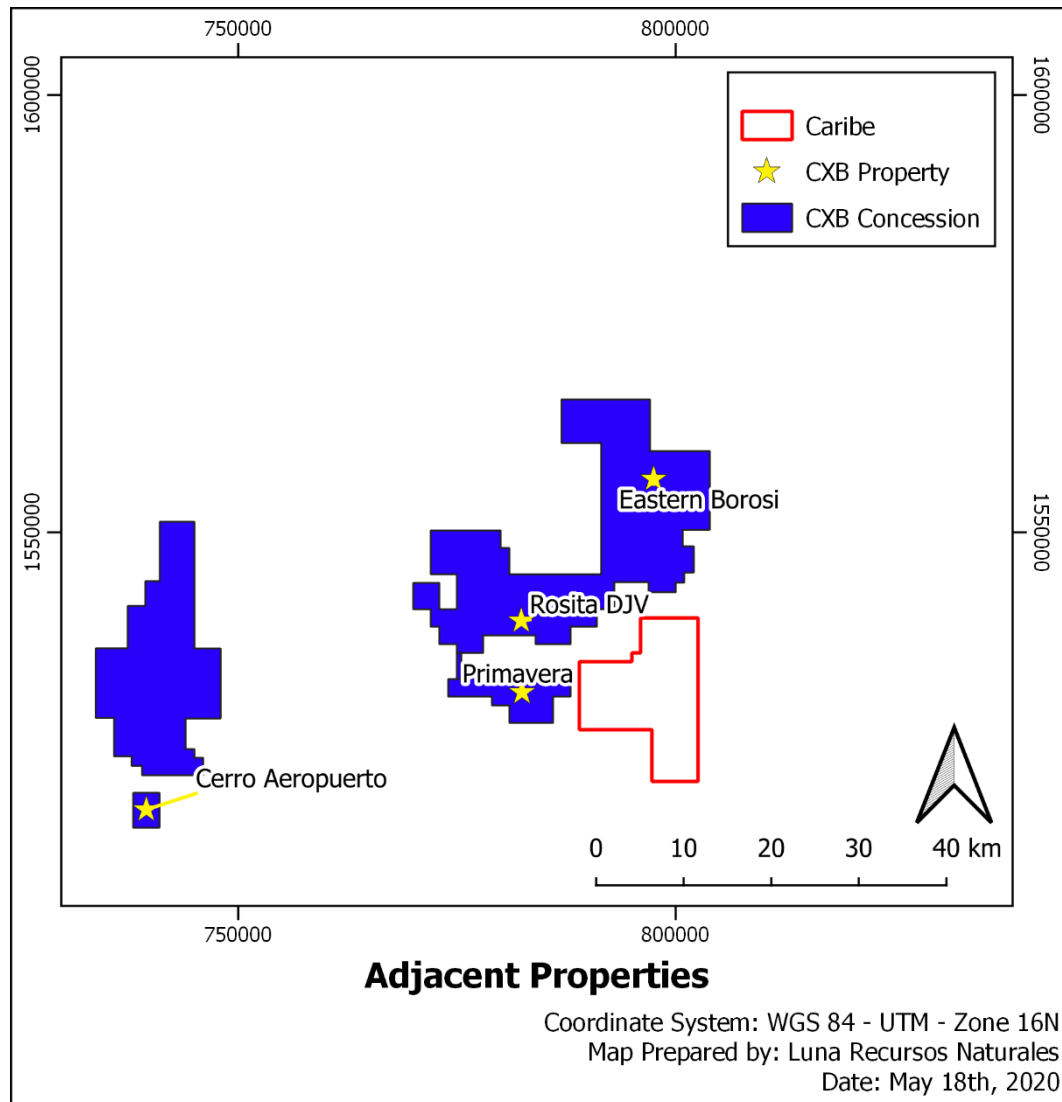 750000
800000
1600000
1600000
Caribe
CXB Property
CXB Concession
Eastern Borosi
1550000
1550000
Rosita DJV
Primavera
Cerro Aeropuerto
0 10 20 30 40 km
750000
800000
Adjacent Properties
Coordinate System: WGS 84 - UTM - Zone 16N
Map Prepared by: Luna Recursos Naturales
Date: May 18th, 2020